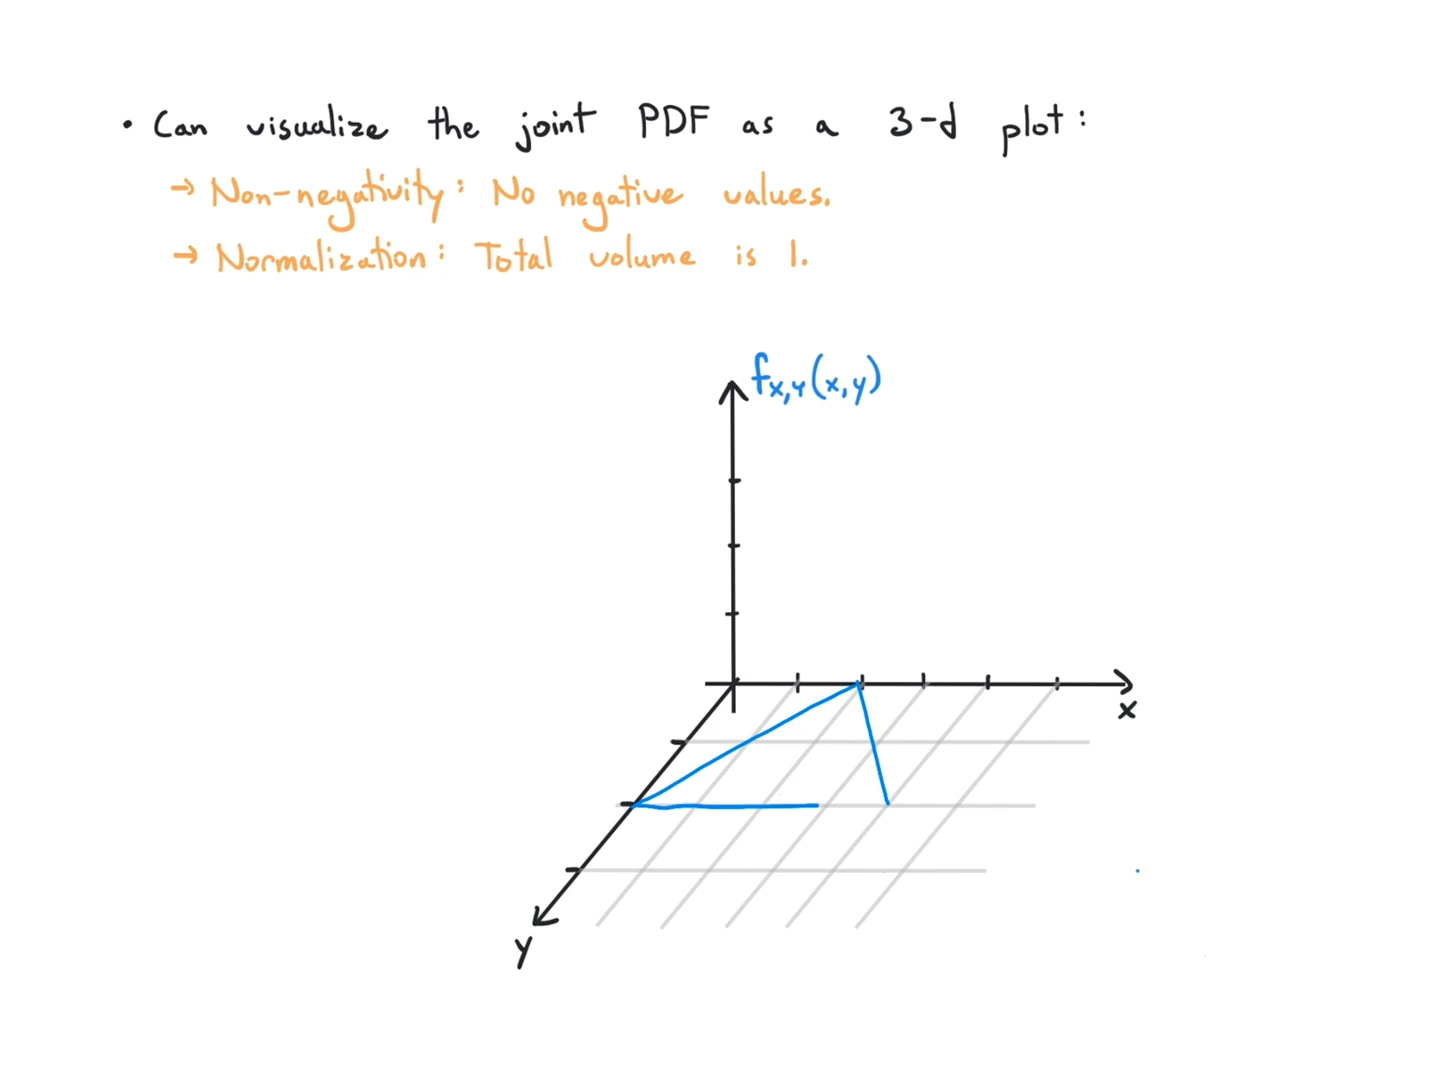 • Can visualize the joint PDF as a 3-d plot:
→ Non-negativity: No negative values.
→ Normalization: Total volume is 1.
fX,Y(x,y)
x
y